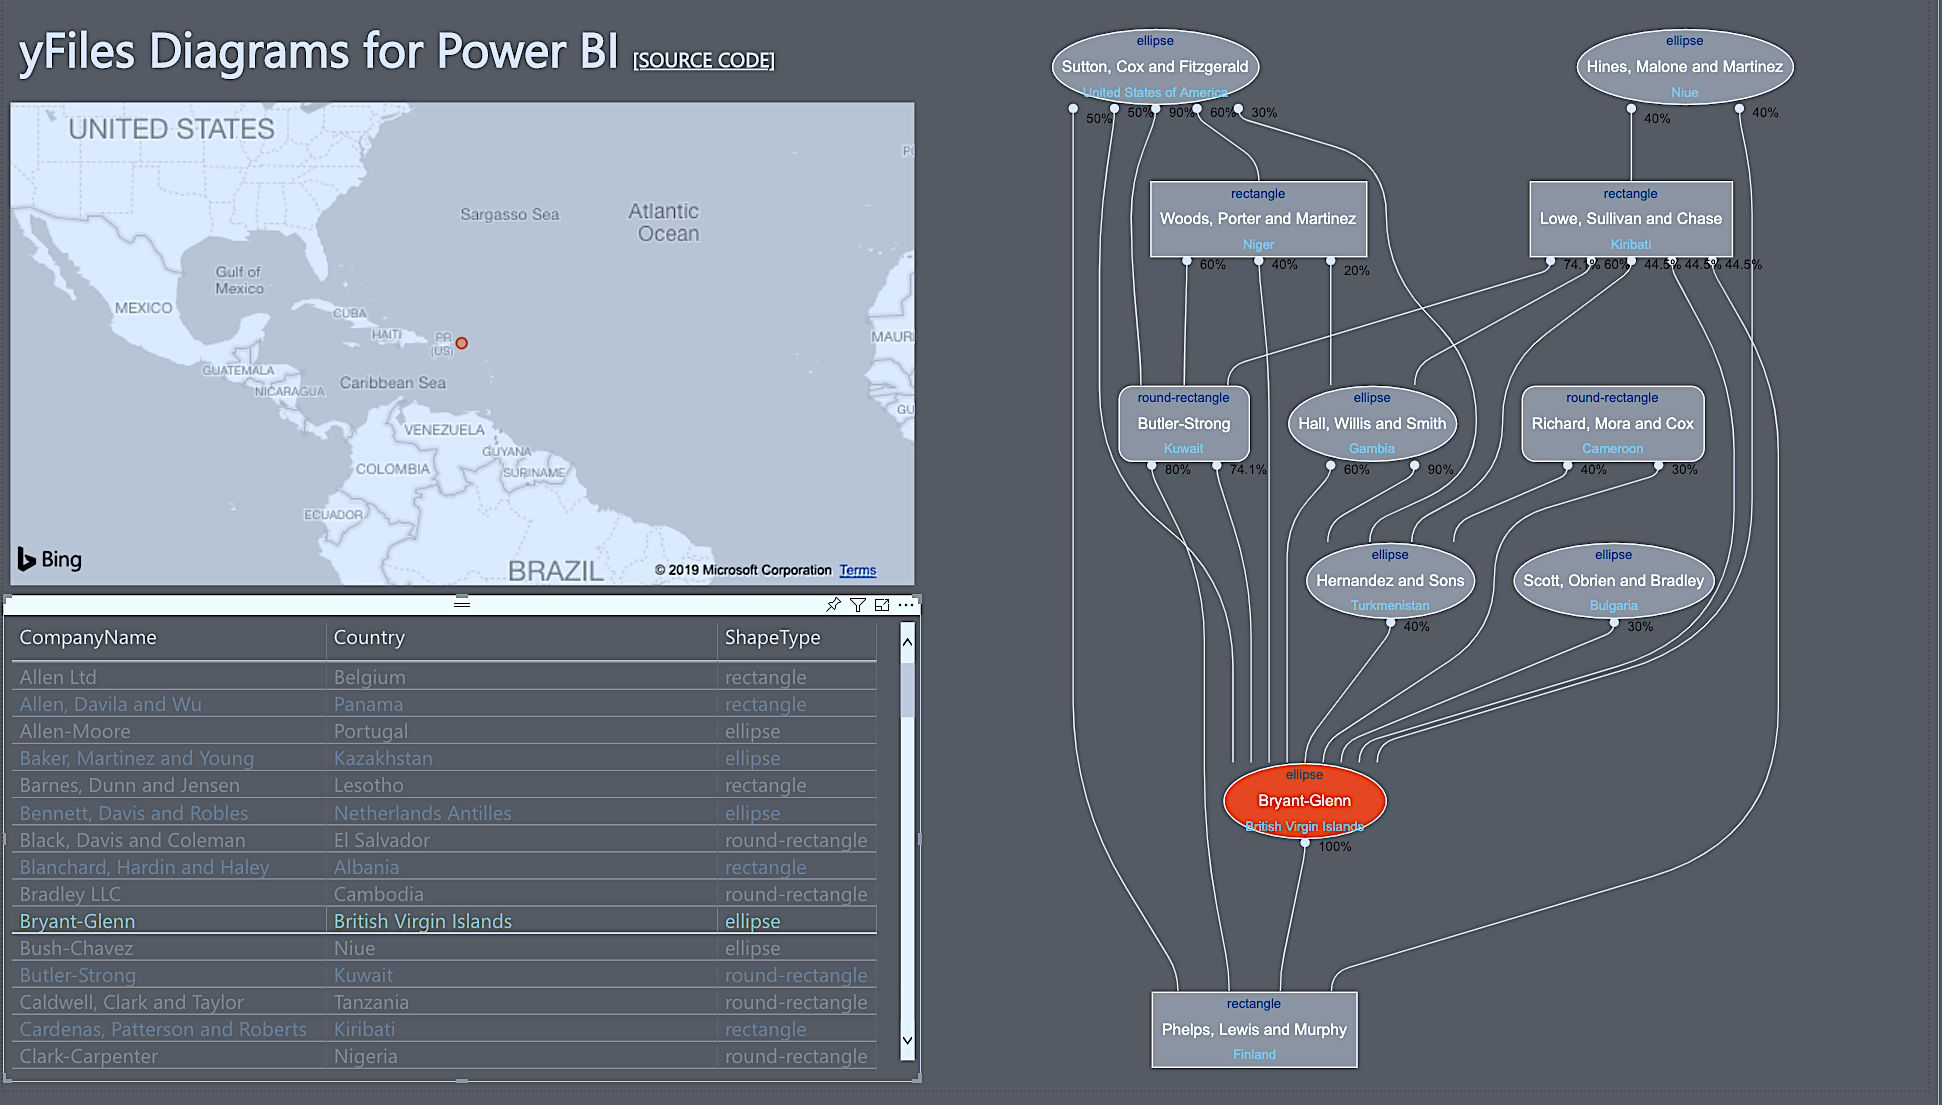 yFiles Diagrams for Power BI [SOURCE CODE]
UNITED STATES
Sargasso Sea
Atlantic
Ocean
Gulf of
Mexico
MEXICO
CUBA
HAITI
PR
(US)
MAURI
GUATEMALA
NICARAGUA
Caribbean Sea
GU
VENEZUELA
GUYANA
COLOMBIA
SURINAME
ECUADOR
BRAZIL
Bing
© 2019 Microsoft Corporation Terms
CompanyName Country ShapeType
Allen Ltd Belgium rectangle
Allen, Davila and Wu Panama rectangle
Allen-Moore Portugal ellipse
Baker, Martinez and Young Kazakhstan ellipse
Barnes, Dunn and Jensen Lesotho rectangle
Bennett, Davis and Robles Netherlands Antilles ellipse
Black, Davis and Coleman El Salvador round-rectangle
Blanchard, Hardin and Haley Albania rectangle
Bradley LLC Cambodia round-rectangle
Bryant-Glenn British Virgin Islands ellipse
Bush-Chavez Niue ellipse
Butler-Strong Kuwait round-rectangle
Caldwell, Clark and Taylor Tanzania round-rectangle
Cardenas, Patterson and Roberts Kiribati rectangle
Clark-Carpenter Nigeria round-rectangle
ellipse
Sutton, Cox and Fitzgerald
United States of America
50% 50% 90% 60% 30%
ellipse
Hines, Malone and Martinez
Niue
40% 40%
rectangle
Woods, Porter and Martinez
Niger
60% 40% 20%
rectangle
Lowe, Sullivan and Chase
Kiribati
74.1% 60% 44.5% 44.5% 44.5%
round-rectangle
Butler-Strong
Kuwait
80% 74.1%
ellipse
Hall, Willis and Smith
Gambia
60% 90%
round-rectangle
Richard, Mora and Cox
Cameroon
40% 30%
ellipse
Hernandez and Sons
Turkmenistan
40%
ellipse
Scott, Obrien and Bradley
Bulgaria
30%
ellipse
Bryant-Glenn
British Virgin Islands
100%
rectangle
Phelps, Lewis and Murphy
Finland